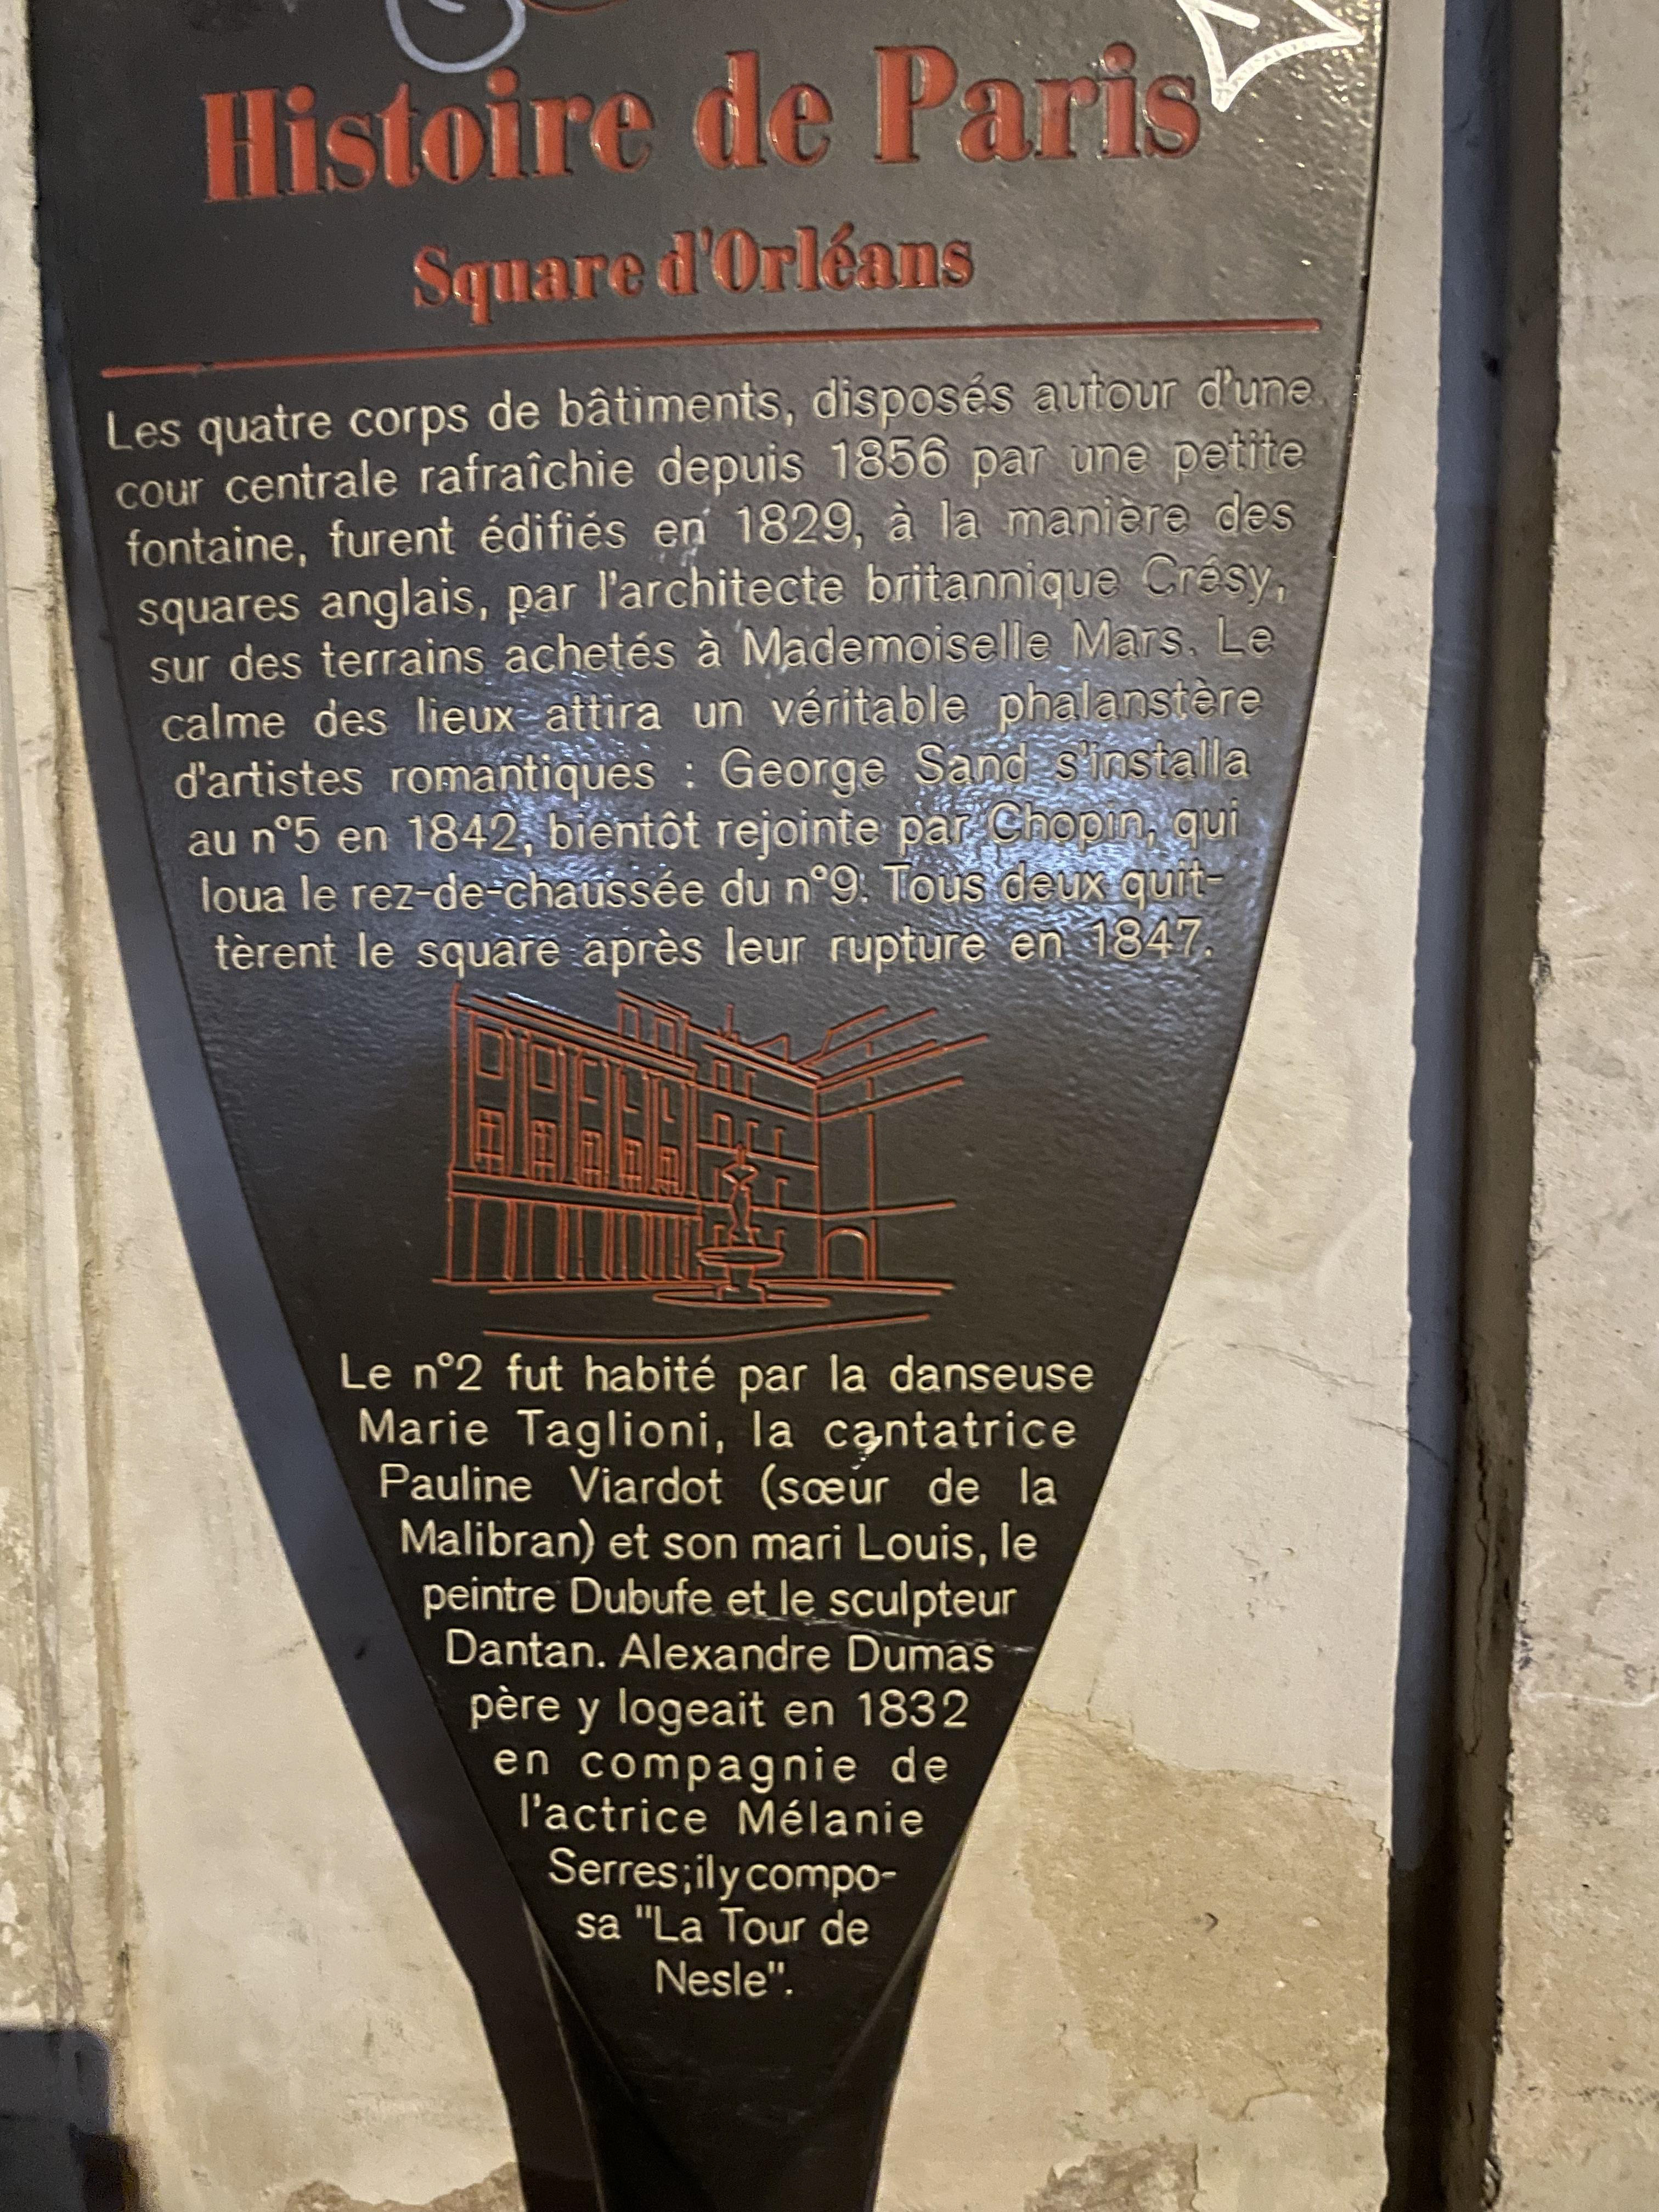 Histoire de Paris
Square d'Orléans
Les quatre corps de bâtiments, disposés autour d'une
cour centrale rafraîchie depuis 1856 par une petite
fontaine, furent édifiés en 1829, à la manière des
squares anglais, par l'architecte britannique Crésy,
sur des terrains achetés à Mademoiselle Mars. Le
calme des lieux attira un véritable phalanstère
d'artistes romantiques : George Sand s'installa
au n°5 en 1842, bientôt rejointe par Chopin, qui
loua le rez-de-chaussée du n°9. Tous deux quit-
tèrent le square après leur rupture en 1847.
Le n°2 fut habité par la danseuse
Marie Taglioni, la cantatrice
Pauline Viardot (sœur de la
Malibran) et son mari Louis, le
peintre Dubufe et le sculpteur
Dantan. Alexandre Dumas
père y logeait en 1832
en compagnie de
l'actrice Mélanie
Serres;il y compo-
sa "La Tour de
Nesle".